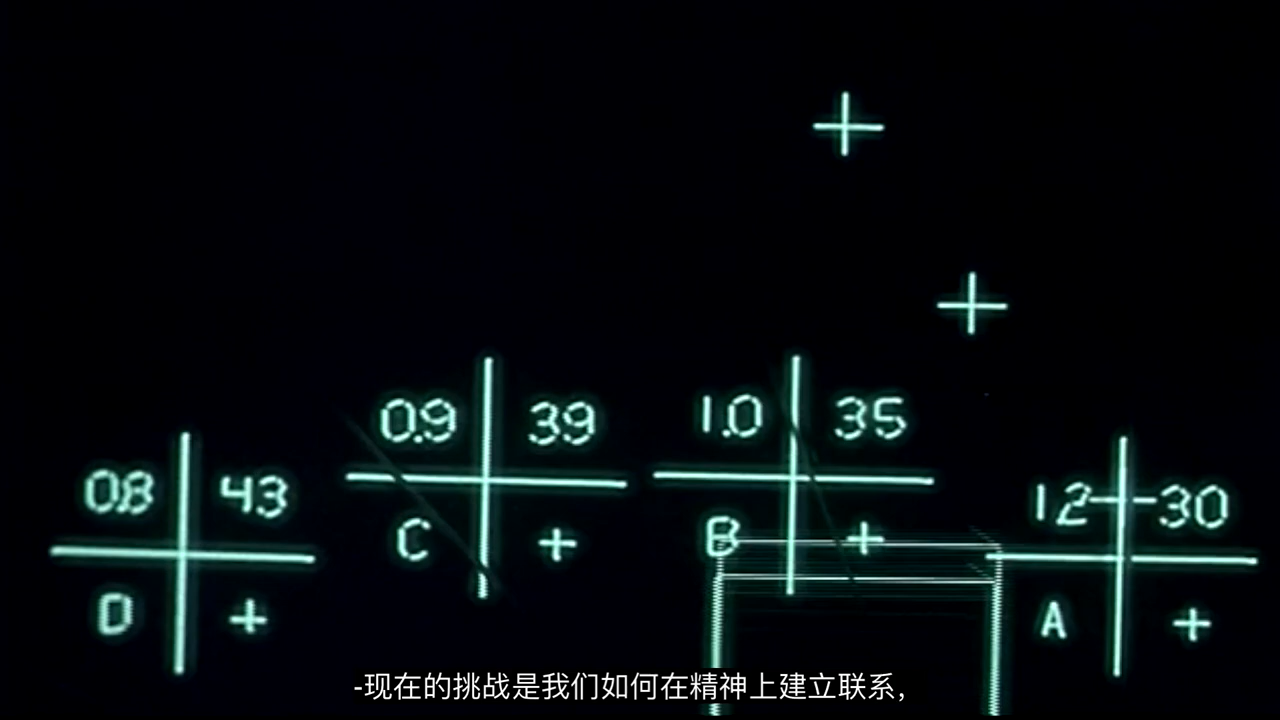 0.9 39
1.0 35
0.8 43
12 30
C +
B +
D +
A +
-现在的挑战是我们如何在精神上建立联系，